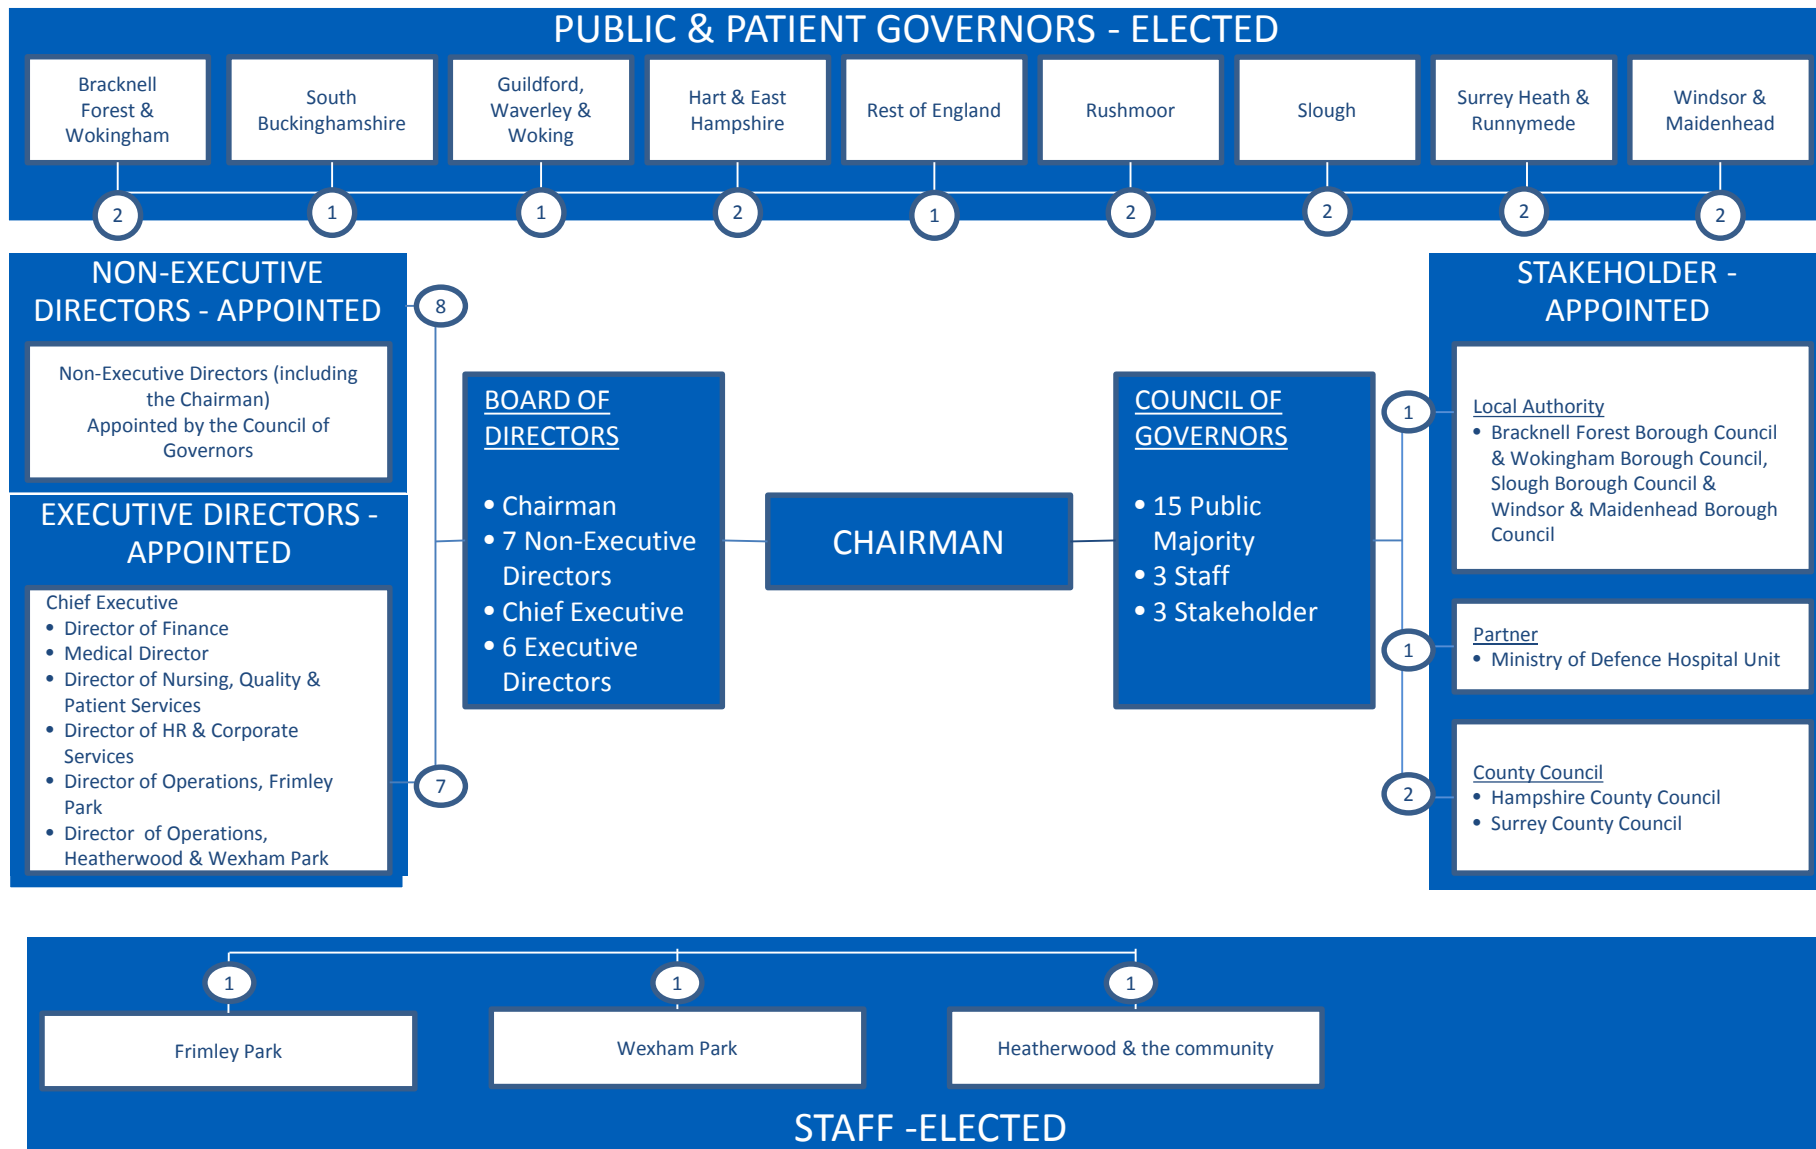 PUBLIC & PATIENT GOVERNORS - ELECTED
Bracknell
Forest &
Wokingham
South
Buckinghamshire
Guildford,
Waverley &
Woking
Hart & East
Hampshire
Rest of England
Rushmoor
Slough
Surrey Heath &
Runnymede
Windsor &
Maidenhead
2
1
1
2
1
2
2
2
2
NON-EXECUTIVE
DIRECTORS - APPOINTED
Non-Executive Directors (including
the Chairman)
Appointed by the Council of
Governors
8
EXECUTIVE DIRECTORS -
APPOINTED
Chief Executive
• Director of Finance
• Medical Director
• Director of Nursing, Quality &
Patient Services
• Director of HR & Corporate
Services
• Director of Operations, Frimley
Park
• Director  of Operations,
Heatherwood & Wexham Park
7
BOARD OF
DIRECTORS
• Chairman
• 7 Non-Executive
Directors
• Chief Executive
• 6 Executive
Directors
CHAIRMAN
COUNCIL OF
GOVERNORS
• 15 Public
Majority
• 3 Staff
• 3 Stakeholder
STAKEHOLDER -
APPOINTED
1
Local Authority
• Bracknell Forest Borough Council
& Wokingham Borough Council,
Slough Borough Council &
Windsor & Maidenhead Borough
Council
1
Partner
• Ministry of Defence Hospital Unit
2
County Council
• Hampshire County Council
• Surrey County Council
1
1
1
Frimley Park
Wexham Park
Heatherwood & the community
STAFF -ELECTED